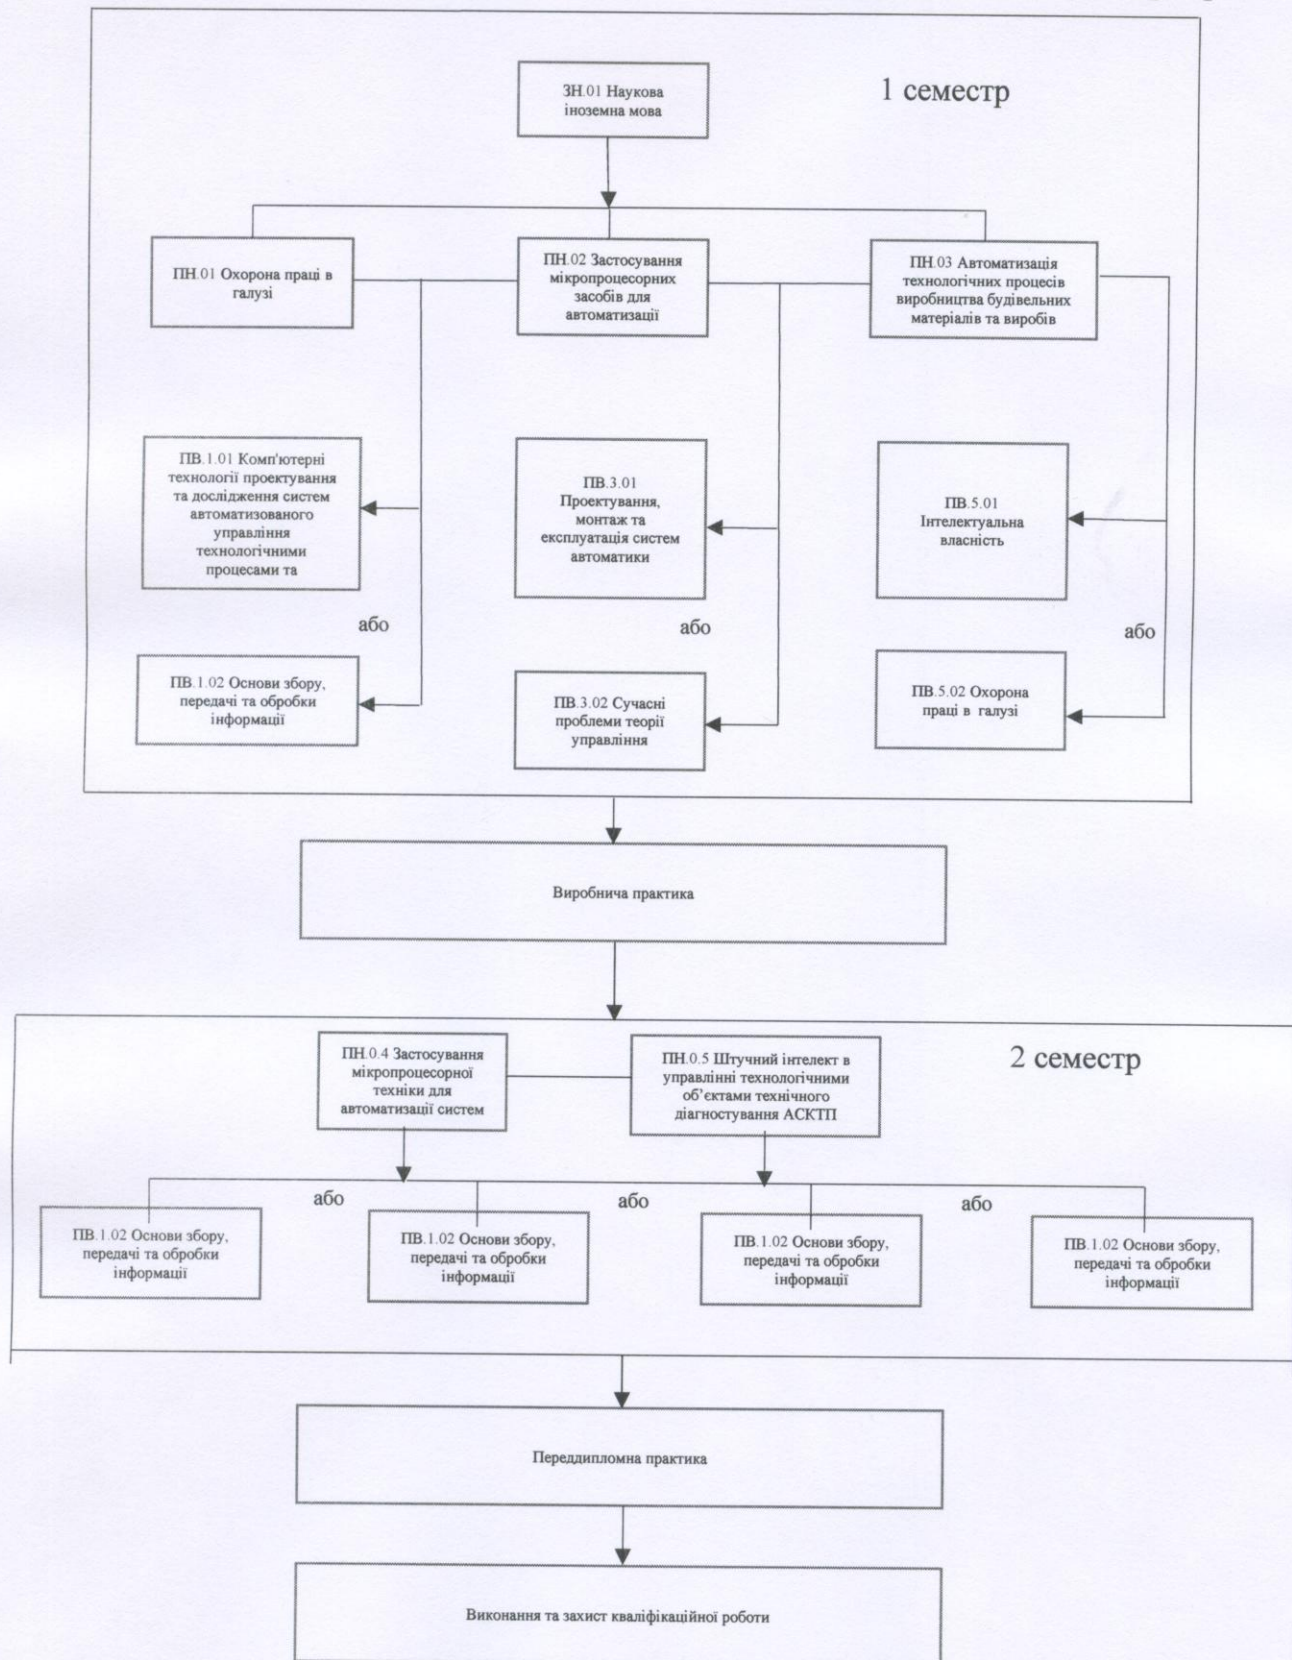 ЗН.01 Наукова
іноземна мова
1 семестр
ПН.01 Охорона праці в
галузі
ПН.02 Застосування
мікропроцесорних
засобів для
автоматизації
ПН.03 Автоматизація
технологічних процесів
виробництва будівельних
матеріалів та виробів
ПВ.1.01 Комп'ютерні
технології проектування
та дослідження систем
автоматизованого
управління
технологічними
процесами та
ПВ.3.01
Проектування,
монтаж та
експлуатація систем
автоматики
ПВ.5.01
Інтелектуальна
власність
або
або
або
ПВ.1.02 Основи збору,
передачі та обробки
інформації
ПВ.3.02 Сучасні
проблеми теорії
управління
ПВ.5.02 Охорона
праці в галузі
Виробнича практика
ПН.0.4 Застосування
мікропроцесорної
техніки для
автоматизації систем
ПН.0.5 Штучний інтелект в
управлінні технологічними
об’єктами технічного
діагностування АСКТП
2 семестр
або
або
або
ПВ.1.02 Основи збору,
передачі та обробки
інформації
ПВ.1.02 Основи збору,
передачі та обробки
інформації
ПВ.1.02 Основи збору,
передачі та обробки
інформації
ПВ.1.02 Основи збору,
передачі та обробки
інформації
Переддипломна практика
Виконання та захист кваліфікаційної роботи